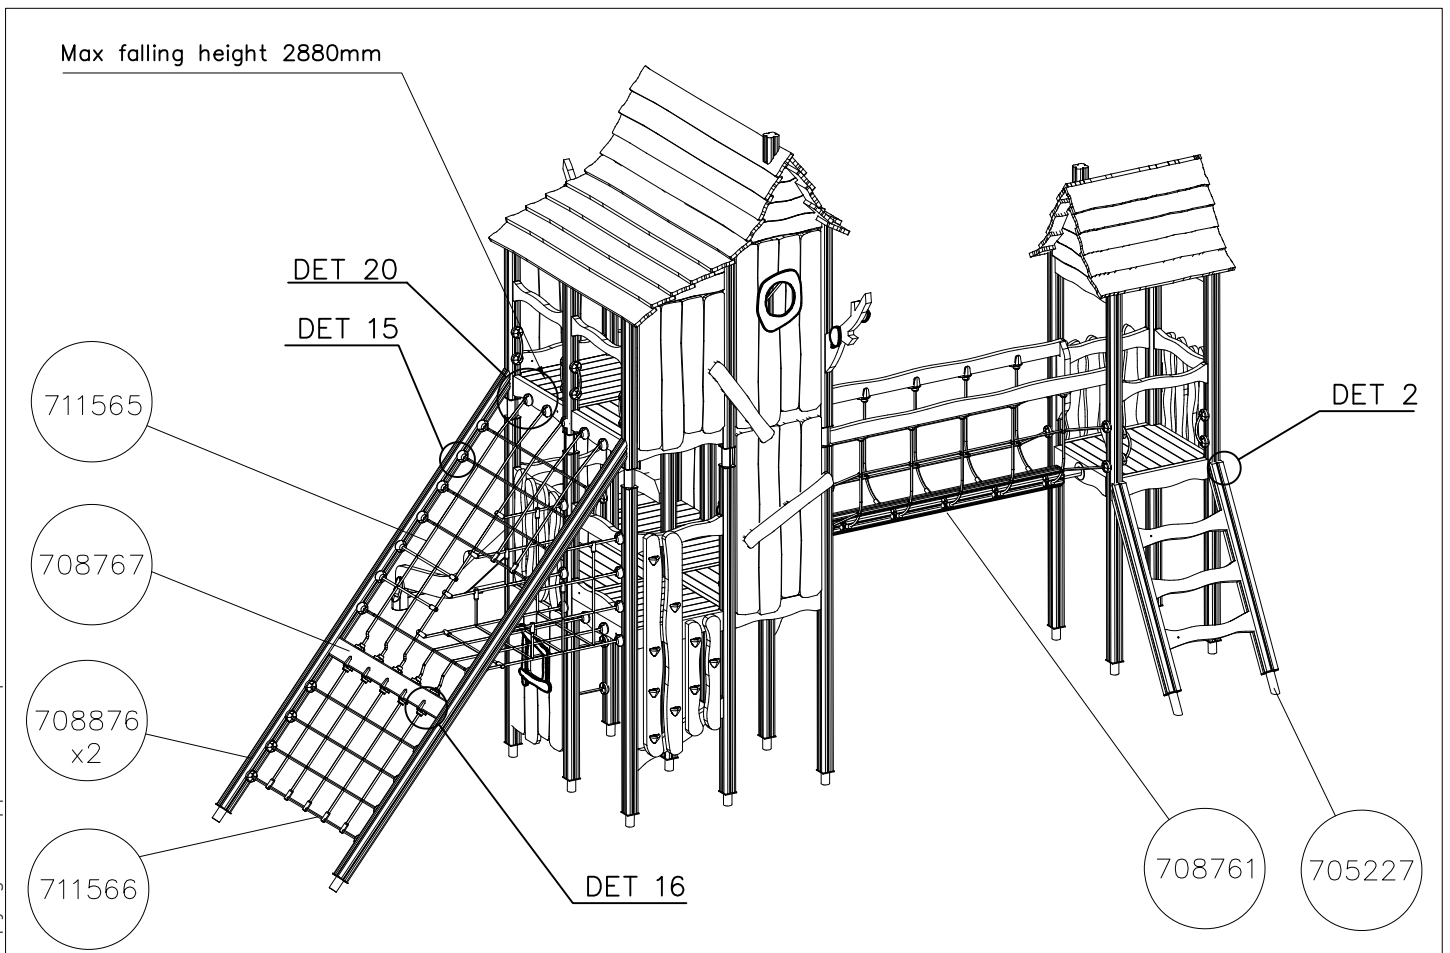 Max falling height 2880mm
DET 20
DET 15
711565
DET 2
708767
708876
x2
711566
DET 16
708761
705227